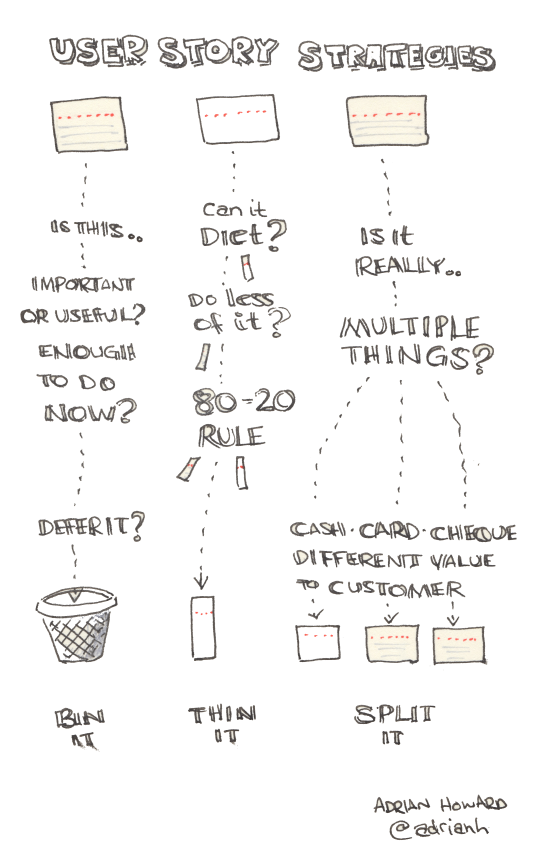 USER STORY STRATEGIES
IS THIS..
IMPORTANT
OR USEFUL?
ENOUGH
TO DO
NOW?
DEFER IT?
BIN
IT
Can it
Diet?
Do less
of it?
80-20
RULE
THIN
IT
Is it
REALLY..
MULTIPLE
THINGS?
CASH · CARD · CHEQUE
DIFFERENT VALUE
TO CUSTOMER
SPLIT
IT
ADRIAN HOWARD
@adrianh